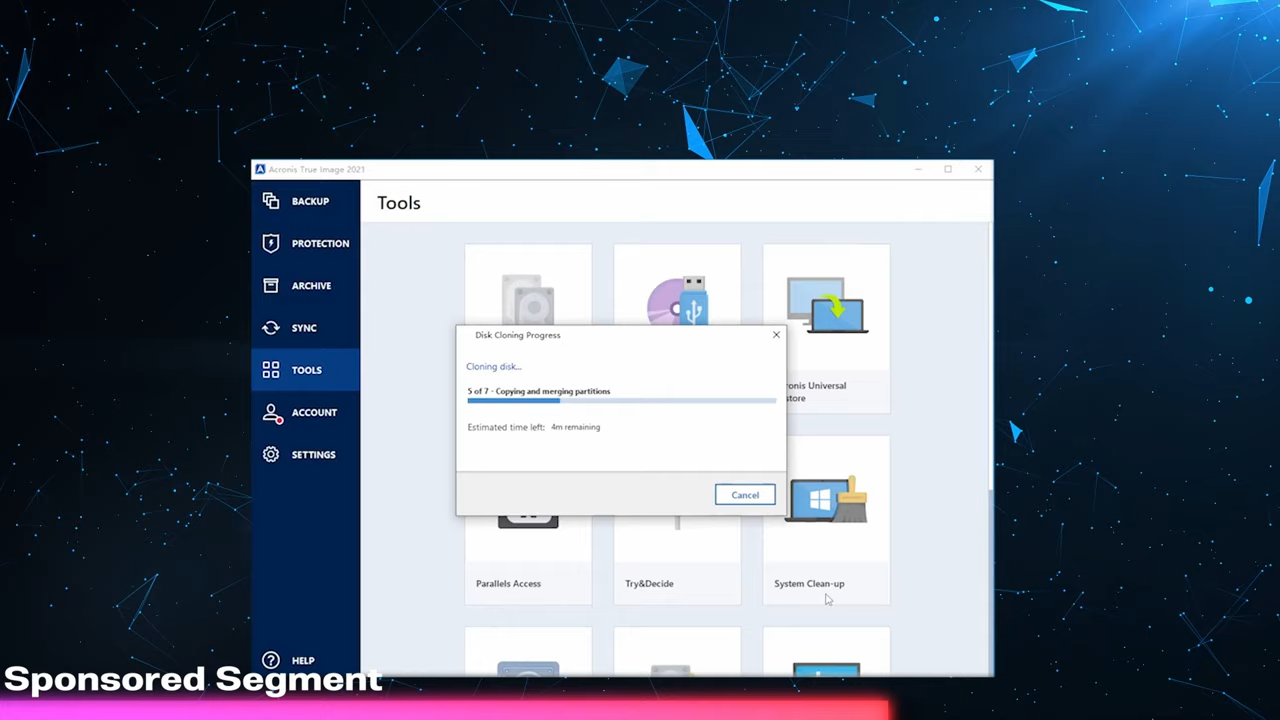 Acronis True Image 2021
BACKUP
PROTECTION
ARCHIVE
SYNC
TOOLS
ACCOUNT
SETTINGS
HELP
Tools
Disk Cloning Progress
Cloning disk...
5 of 7 - Copying and merging partitions
Estimated time left: 4m remaining
Cancel
ronis Universal
store
Parallels Access
Try&Decide
System Clean-up
Sponsored Segment